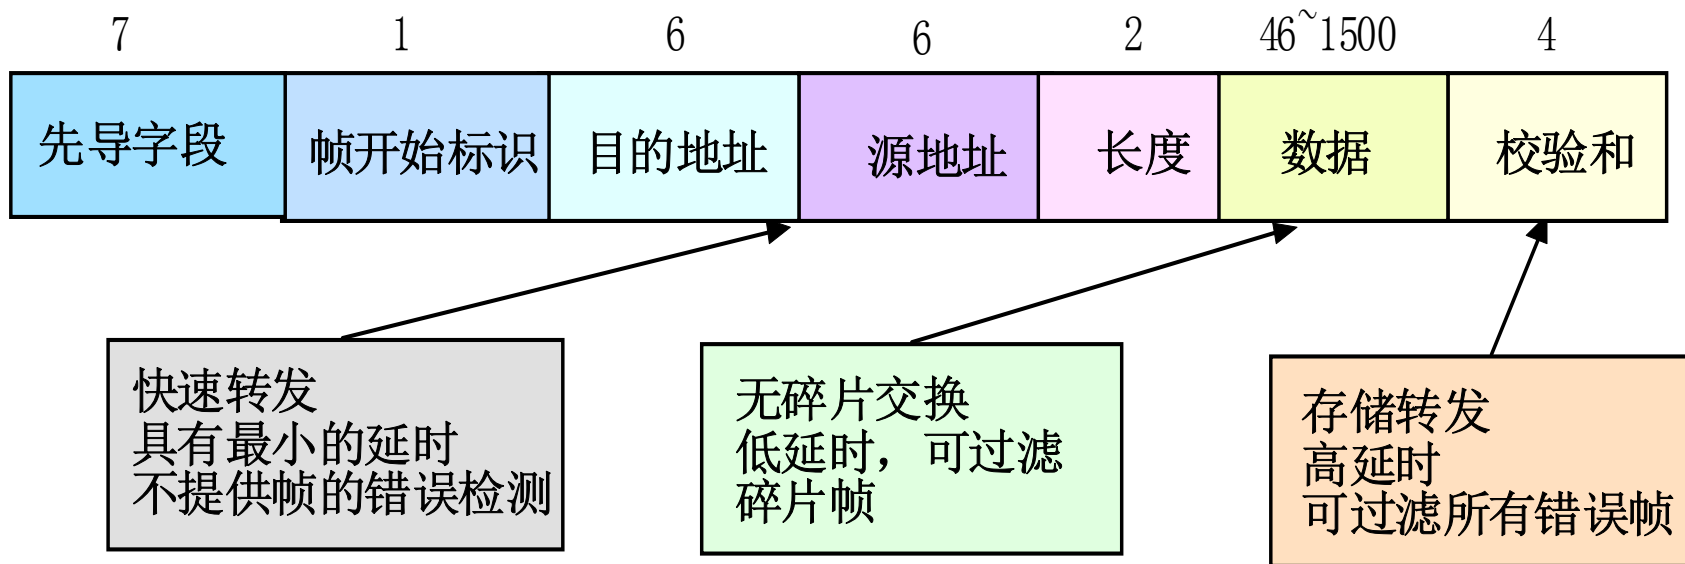 7 1 6 6 2 46~1500 4
先导字段 帧开始标识 目的地址 源地址 长度 数据 校验和
快速转发
具有最小的延时
不提供帧的错误检测
无碎片交换
低延时，可过滤
碎片帧
存储转发
高延时
可过滤所有错误帧